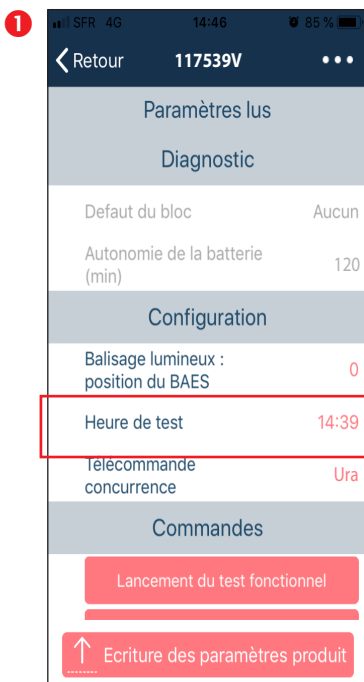 1
SFR 4G 14:46 85 %
Retour 117539V
Paramètres lus
Diagnostic
Defaut du bloc Aucun
Autonomie de la batterie
(min) 120
Configuration
Balisage lumineux :
position du BAES 0
Heure de test 14:39
Télécommande
concurrence Ura
Commandes
Lancement du test fonctionnel
Ecriture des paramètres produit